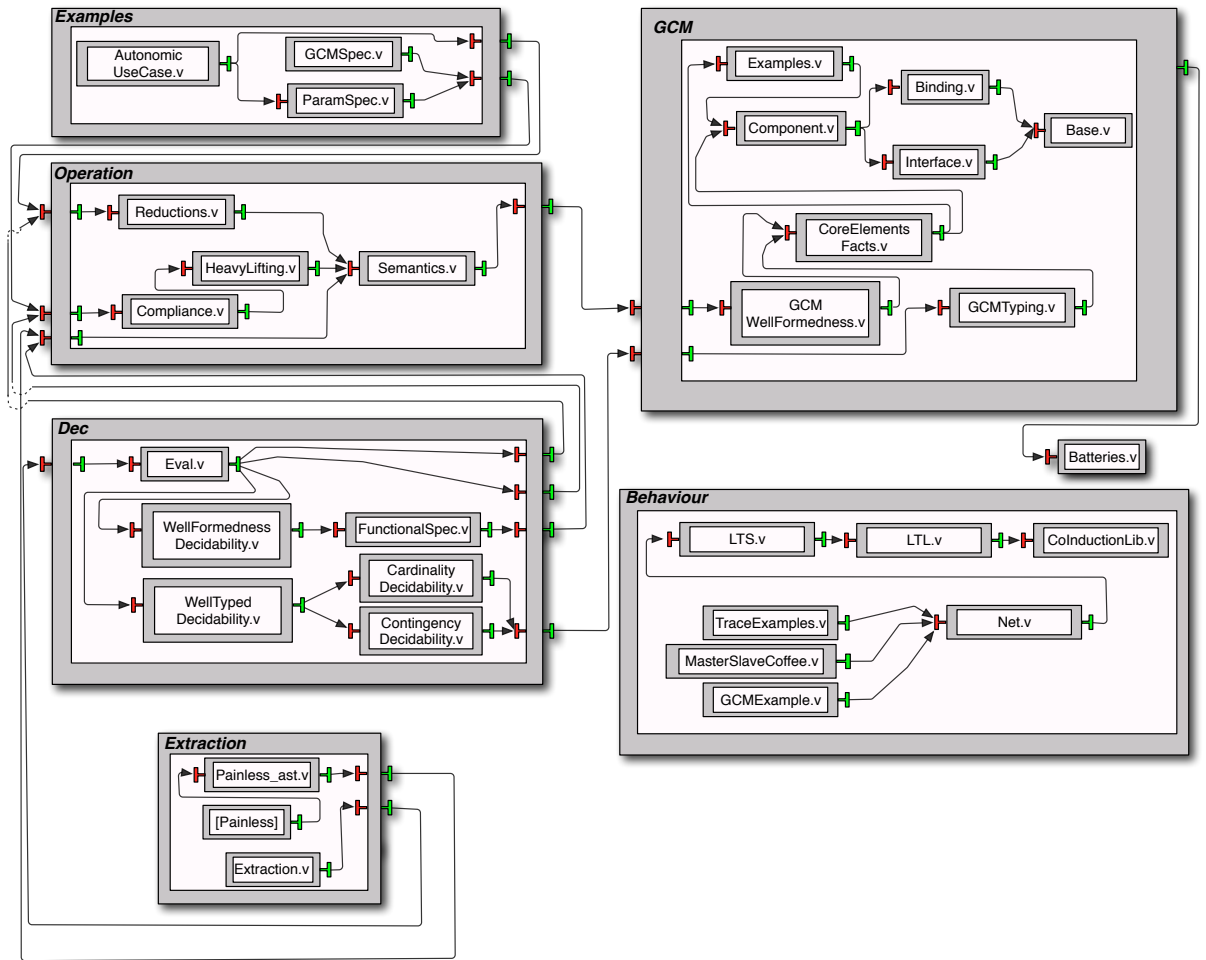 Examples
Autonomic
UseCase.v
GCMSpec.v
ParamSpec.v
Operation
Reductions.v
HeavyLifting.v
Semantics.v
Compliance.v
Dec
Eval.v
WellFormedness
Decidability.v
FunctionalSpec.v
WellTyped
Decidability.v
Cardinality
Decidability.v
Contingency
Decidability.v
Extraction
Painless_ast.v
[Painless]
Extraction.v
GCM
Examples.v
Binding.v
Component.v
Base.v
Interface.v
CoreElements
Facts.v
GCM
WellFormedness.v
GCMTyping.v
Batteries.v
Behaviour
LTS.v
LTL.v
CoInductionLib.v
TraceExamples.v
Net.v
MasterSlaveCoffee.v
GCMExample.v